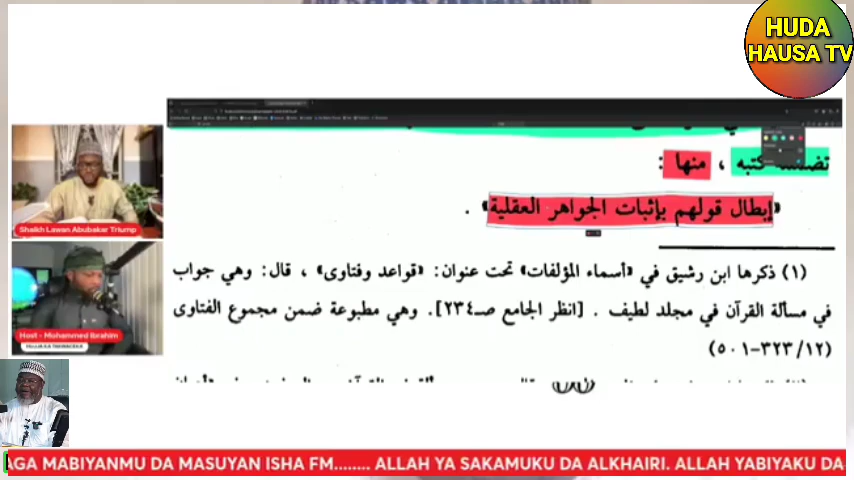 HUDA
HAUSA TV
كتبه ، منها :
«إبطال قولهم بإثبات الجواهر العقلية» .
(١) ذكرها ابن رشيق في «أسماء المؤلفات» تحت عنوان: «قواعد وفتاوى» ، قال: وهي جواب
في مسألة القرآن في مجلد لطيف . [انظر الجامع صـ٢٣٤]. وهي مطبوعة ضمن مجموع الفتاوى
(١٢/ ٣٢٣-٥٠١)
Shaikh Lawan Abubakar Triump
Host - Mohammed Ibrahim
AGA MABIYANMU DA MASUYAN ISHA FM........ ALLAH YA SAKAMUKU DA ALKHAIRI. ALLAH YABIYAKU DA